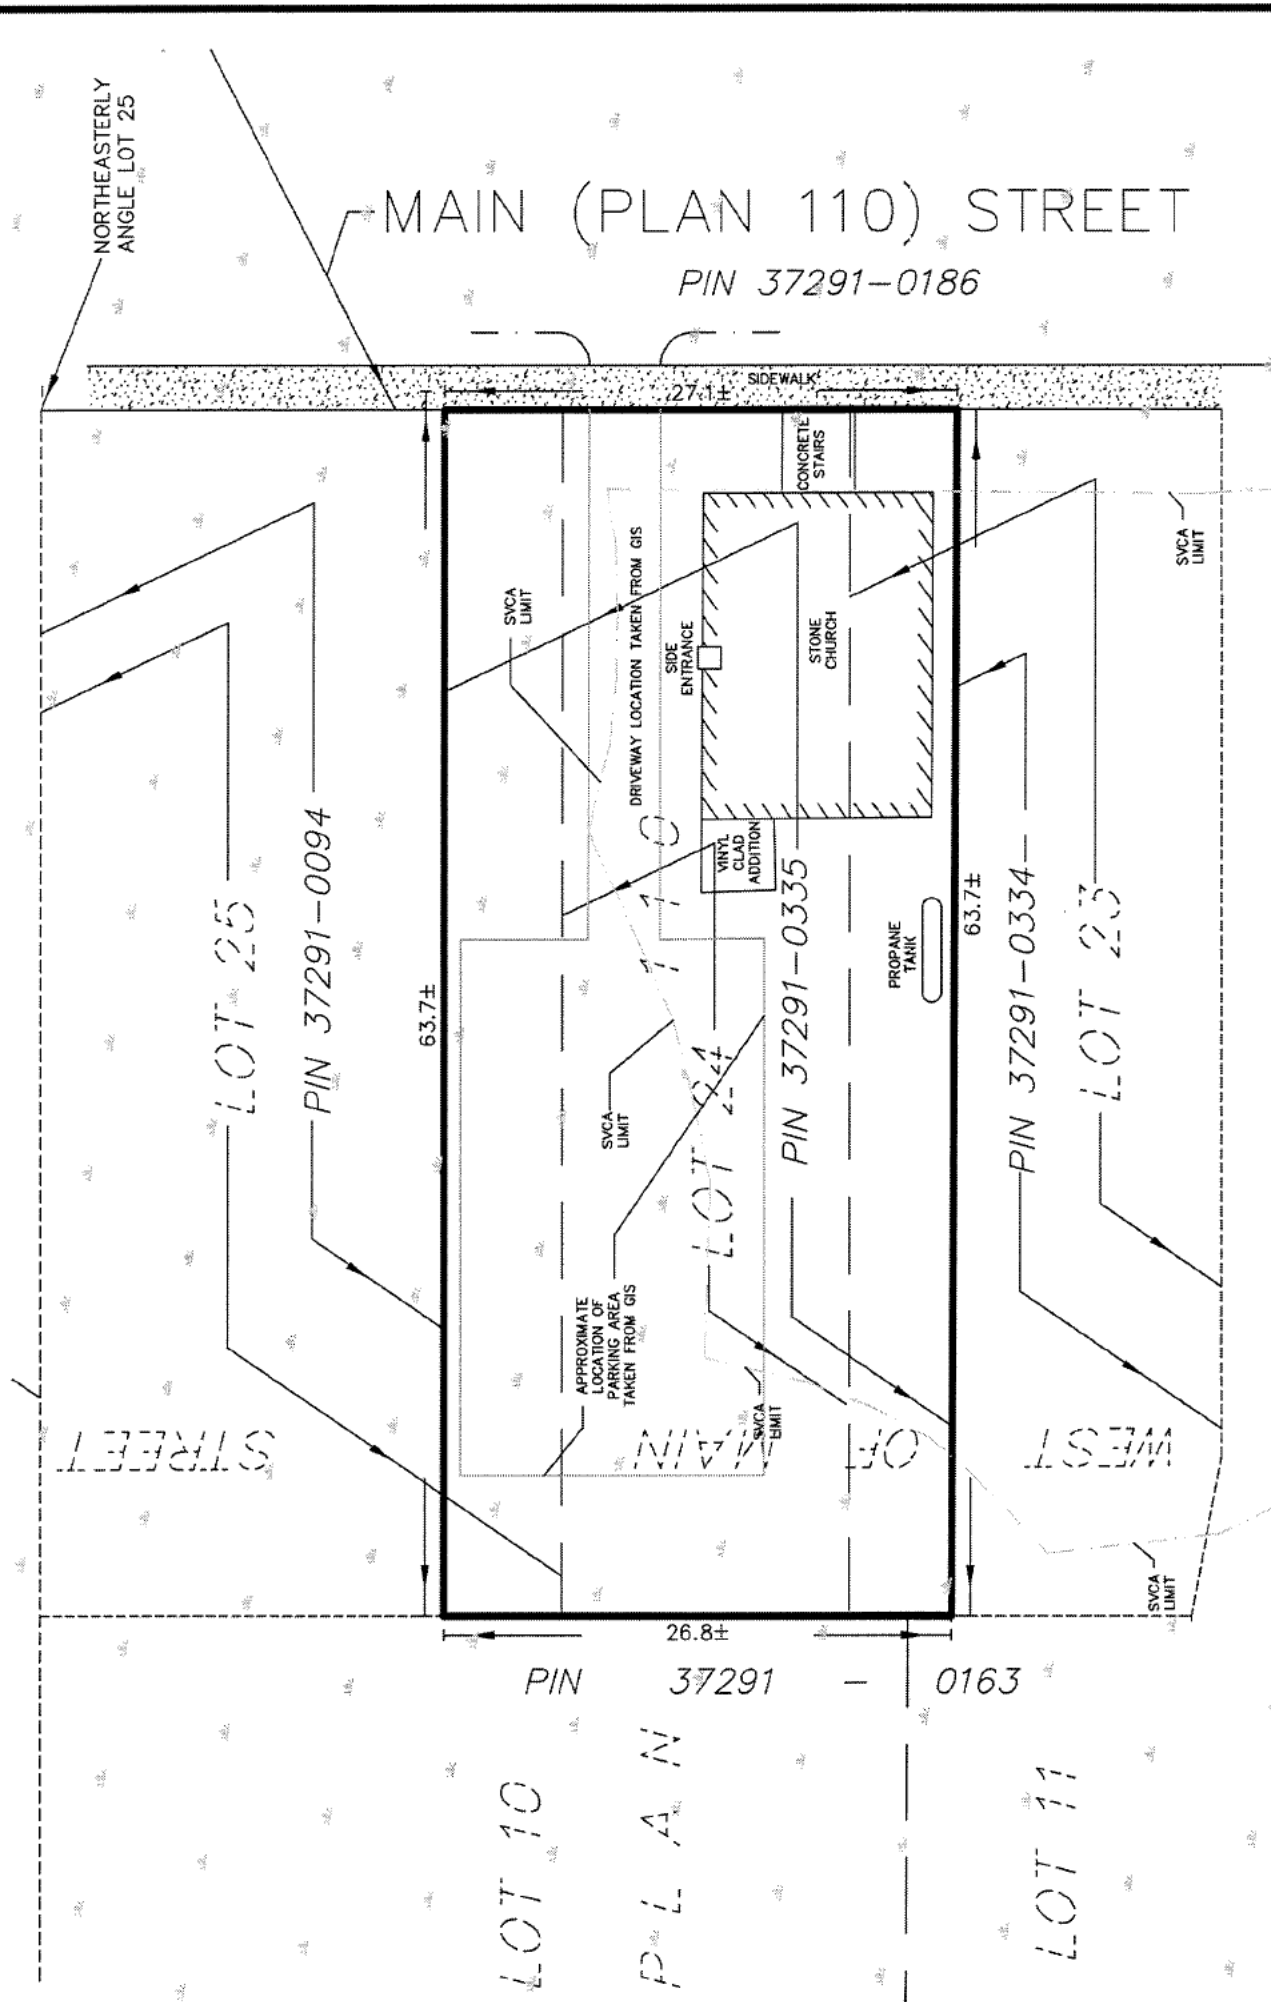 NORTHEASTERLY
ANGLE LOT 25
MAIN (PLAN 110) STREET
PIN 37291-0186
SIDEWALK
27.1±
CONCRETE
STAIRS
SVCA
LIMIT
SVCA
LIMIT
DRIVEWAY LOCATION TAKEN FROM GIS
SIDE
ENTRANCE
STONE
CHURCH
VINYL
CLAD
ADDITION
110
LOT 25
PIN 37291-0094
63.7±
63.7±
PROPANE
TANK
PIN 37291-0335
PIN 37291-0334
LOT 23
LOT 24
SVCA
LIMIT
APPROXIMATE
LOCATION OF
PARKING AREA
TAKEN FROM GIS
SVCA
LIMIT
WEST OF MAIN STREET
SVCA
LIMIT
26.8±
PIN 37291 - 0163
LOT 10
PLAN
LOT 11